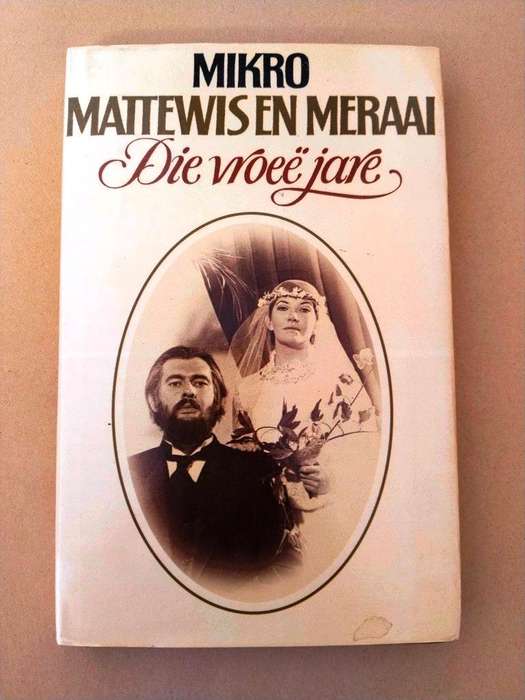 MIKRO
MATTEWIS EN MERAAI
Die vroeë jare